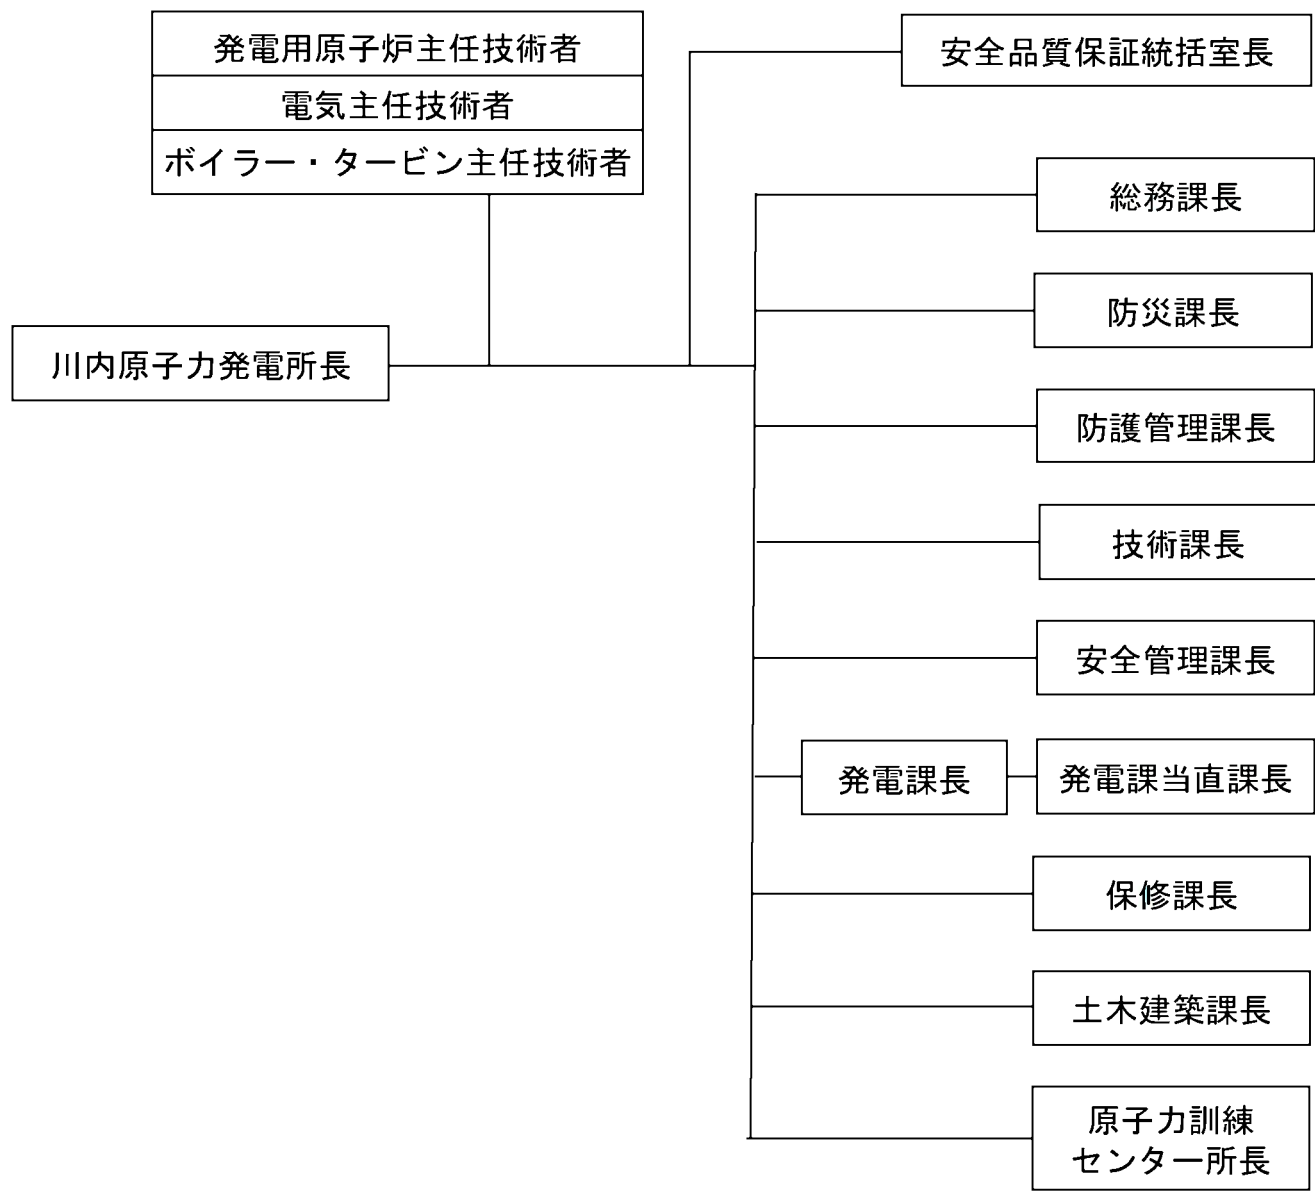 発電用原子炉主任技術者
電気主任技術者
ボイラー・タービン主任技術者
安全品質保証統括室長
総務課長
防災課長
川内原子力発電所長
防護管理課長
技術課長
安全管理課長
発電課長
発電課当直課長
保修課長
土木建築課長
原子力訓練
センター所長